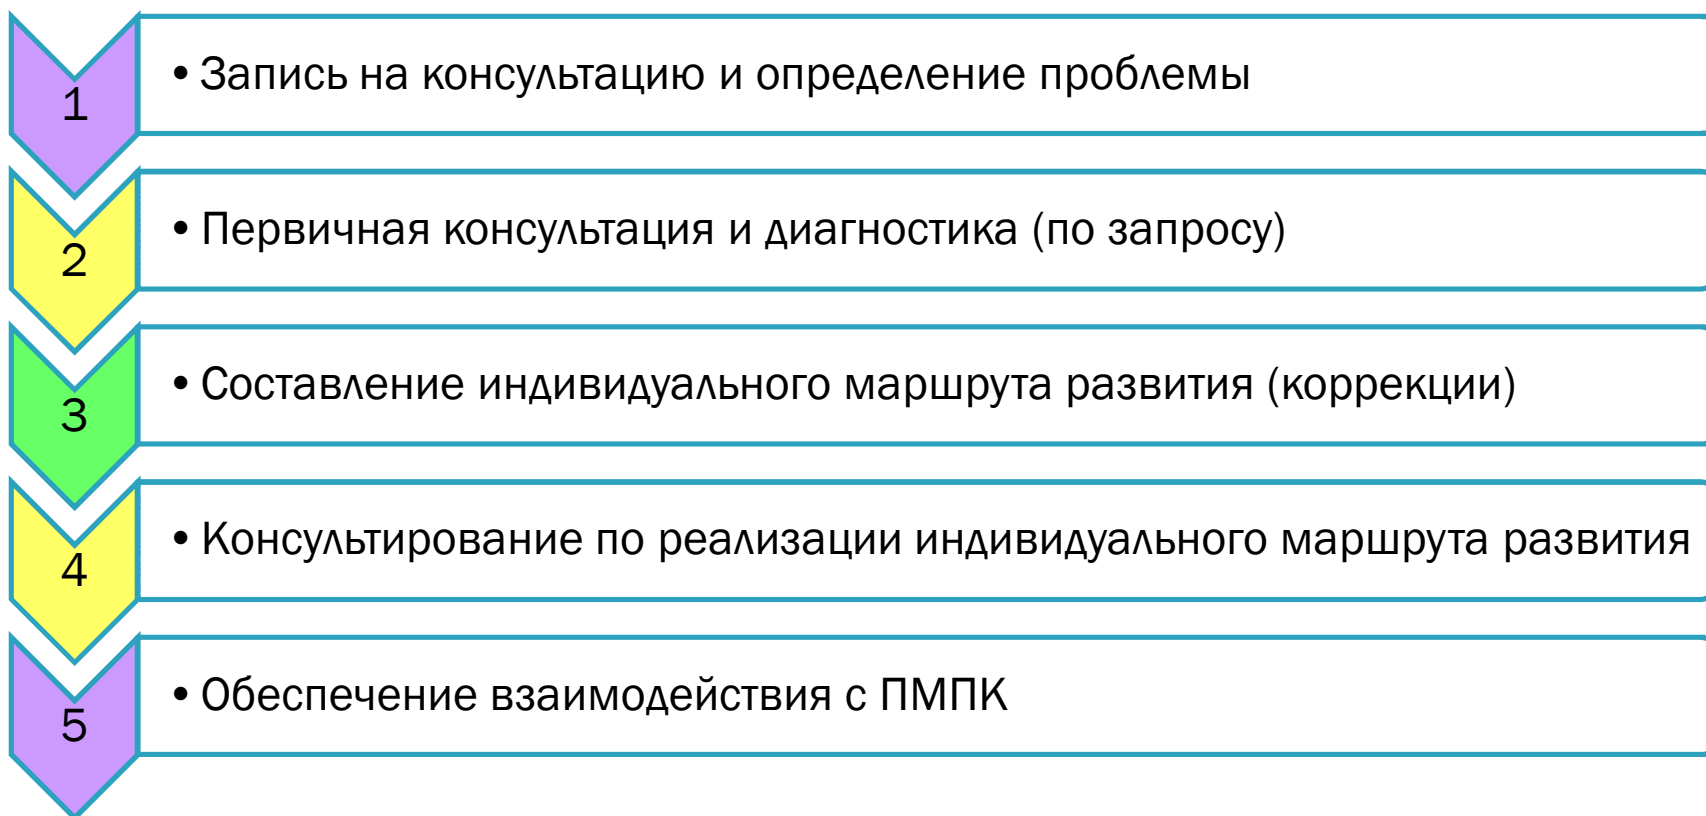 1
• Запись на консультацию и определение проблемы
2
• Первичная консультация и диагностика (по запросу)
3
• Составление индивидуального маршрута развития (коррекции)
4
• Консультирование по реализации индивидуального маршрута развития
5
• Обеспечение взаимодействия с ПМПК